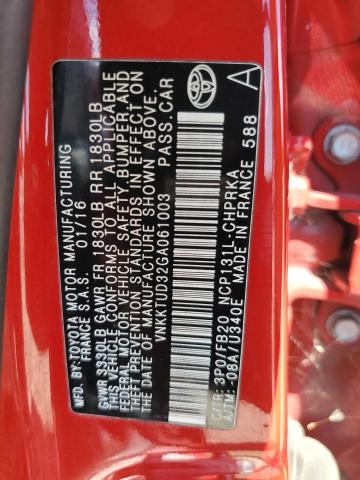 MFD. BY:TOYOTA MOTOR MANUFACTURING
FRANCE S.A.S. 01/16
GVWR 3330LB GAWR FR 1830LB RR 1830LB
THIS VEHICLE CONFORMS TO ALL APPLICABLE
FEDERAL MOTOR VEHICLE SAFETY, BUMPER, AND
THEFT PREVENTION STANDARDS IN EFFECT ON
THE DATE OF MANUFACTURE SHOWN ABOVE.
VNKKTUD32GA061003 PASS.CAR
C/TR: 3P0/FB20 NCP131L-CHPRKA
A/TM: -08A/U340E MADE IN FRANCE 588
A
TOYOTA